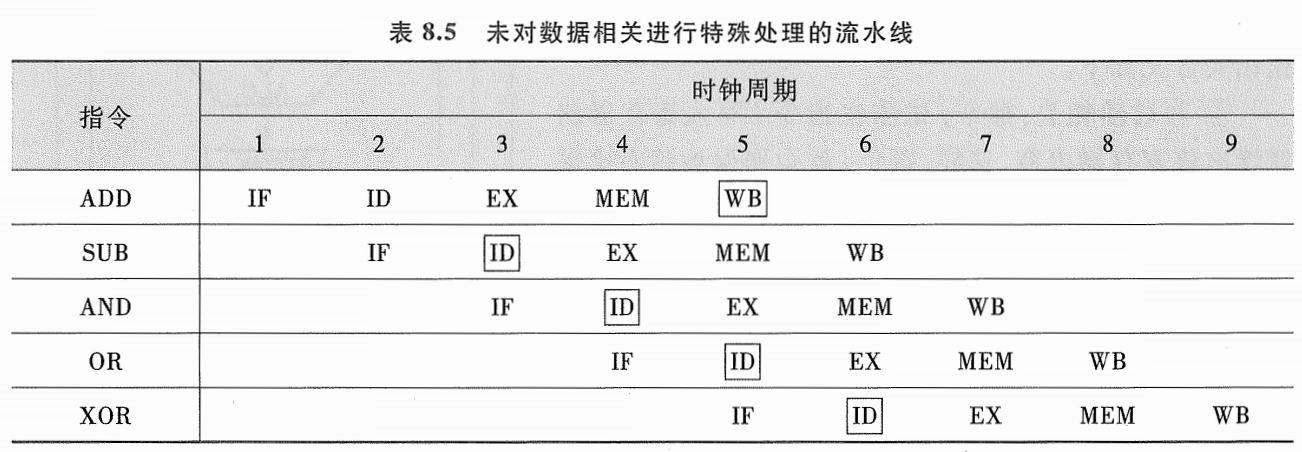 表 8.5 未对数据相关进行特殊处理的流水线
指令 时钟周期
1 2 3 4 5 6 7 8 9
ADD IF ID EX MEM WB
SUB IF ID EX MEM WB
AND IF ID EX MEM WB
OR IF ID EX MEM WB
XOR IF ID EX MEM WB